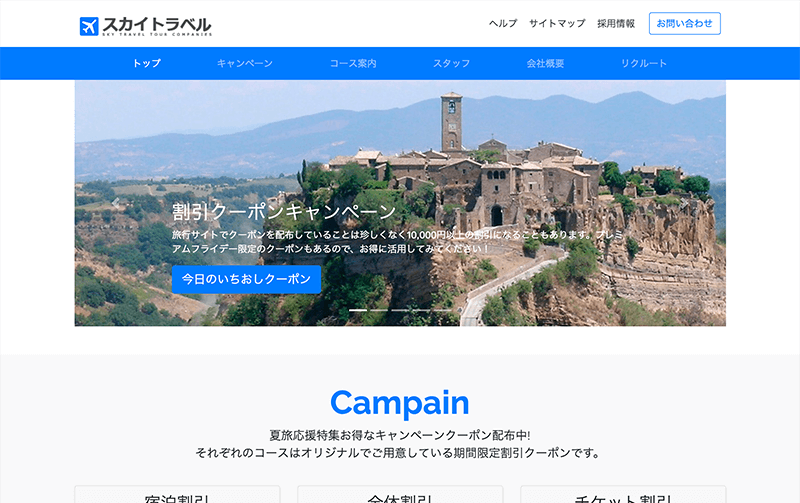 スカイトラベル
SKY TRAVEL TOUR COMPANIES
ヘルプ サイトマップ 採用情報 お問い合わせ
トップ キャンペーン コース案内 スタッフ 会社概要 リクルート
割引クーポンキャンペーン
旅行サイトでクーポンを配布していることは珍しくなく10,000円以上の割引になることもあります。プレミ
アムフライデー限定のクーポンもあるので、お得に活用してみてください！
今日のいちおしクーポン
Campain
夏旅応援特集お得なキャンペーンクーポン配布中!
それぞれのコースはオリジナルでご用意している期間限定割引クーポンです。
宿泊割引 全体割引 チケット割引